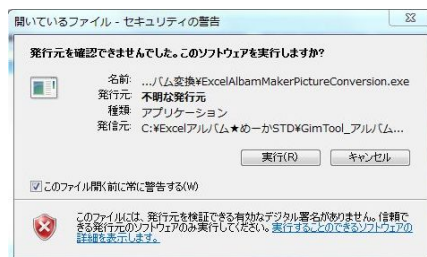 開いているファイル - セキュリティの警告
発行元を確認できませんでした。このソフトウェアを実行しますか?
名前: ...バム変換¥ExcelAlbamMakerPictureConversion.exe
発行元: 不明な発行元
種類: アプリケーション
発信元: C:¥Excelアルバム★めーかSTD¥GimTool_アルバム...
実行(R)
キャンセル
このファイル開く前に常に警告する(W)
このファイルには、発行元を検証できる有効なデジタル署名がありません。信頼で
きる発行元のソフトウェアのみ実行してください。実行することのできるソフトウェアの
詳細を表示します。